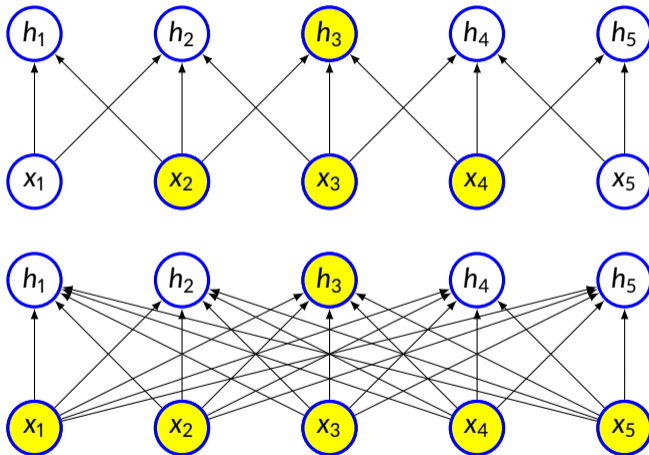 h₁ h₂ h₃ h₄ h₅
x₁ x₂ x₃ x₄ x₅
h₁ h₂ h₃ h₄ h₅
x₁ x₂ x₃ x₄ x₅